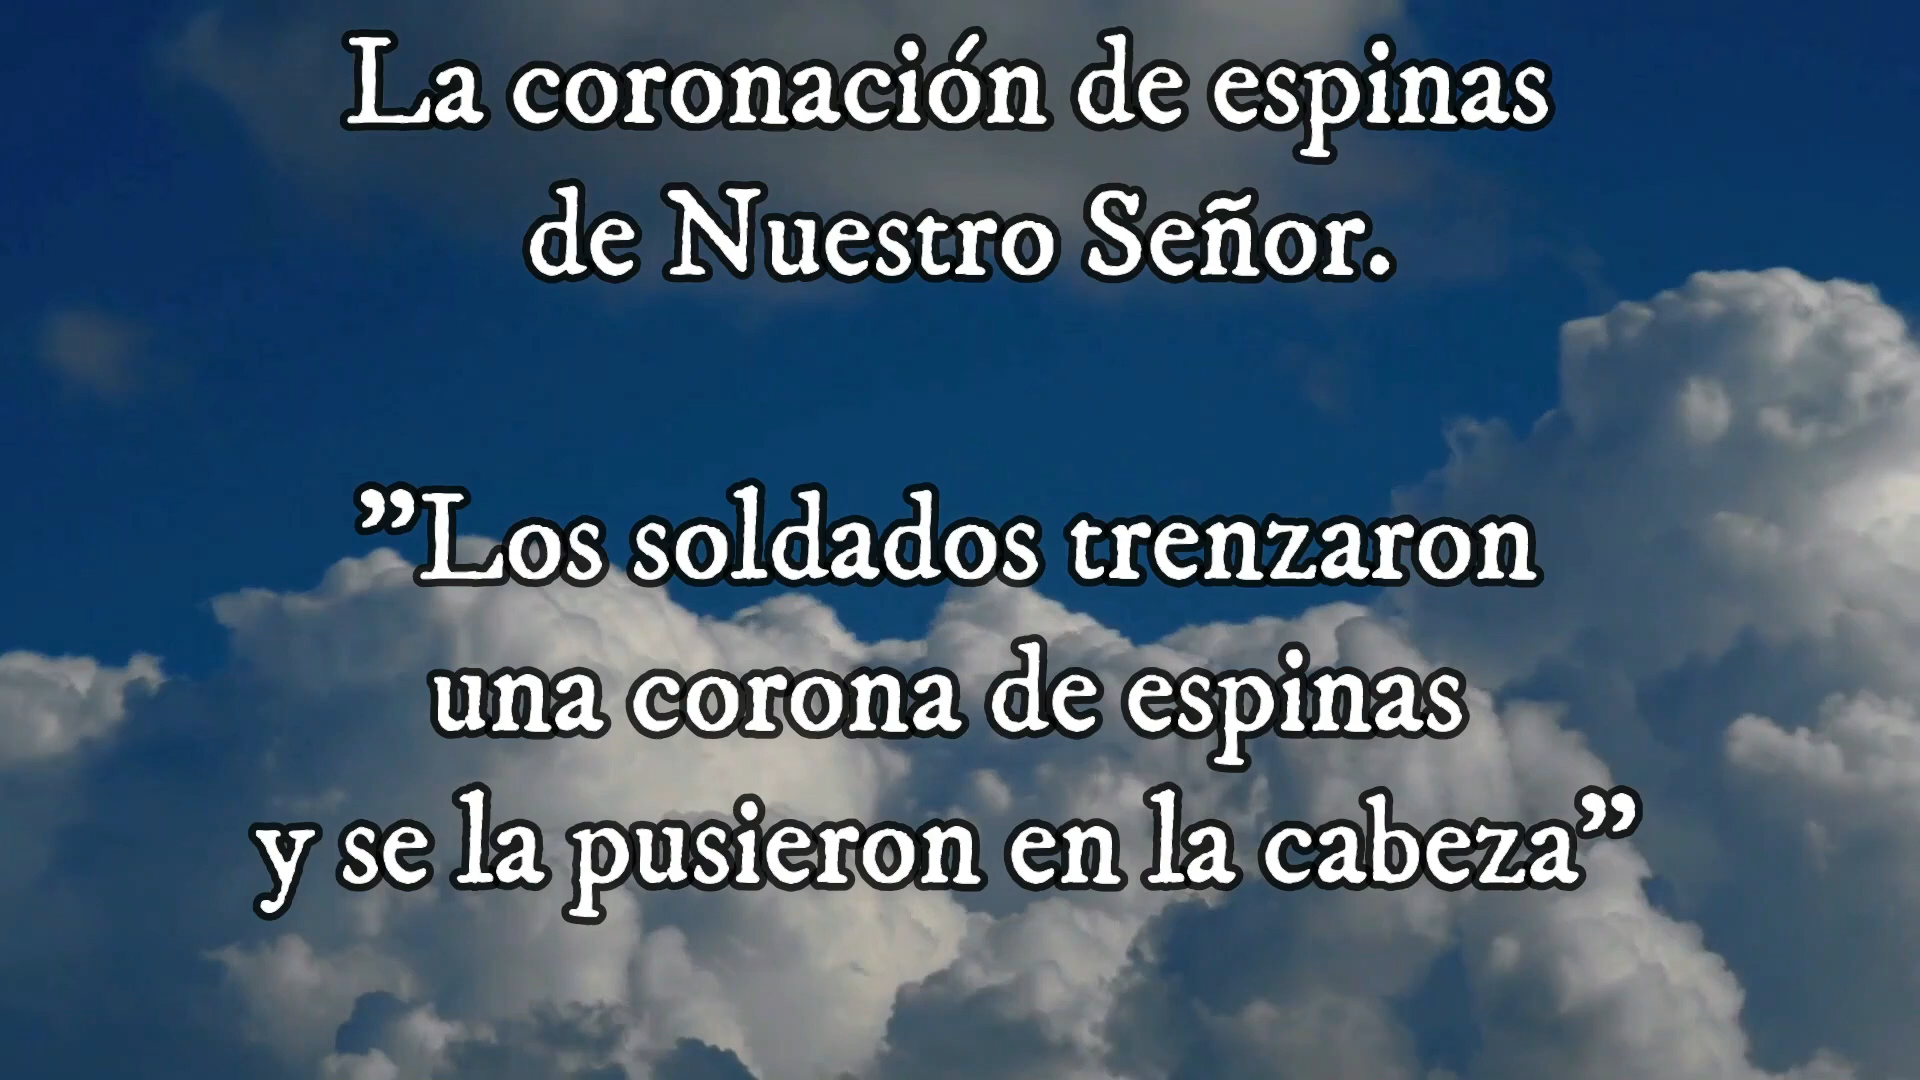 La coronación de espinas
de Nuestro Señor.
”Los soldados trenzaron
una corona de espinas
y se la pusieron en la cabeza”